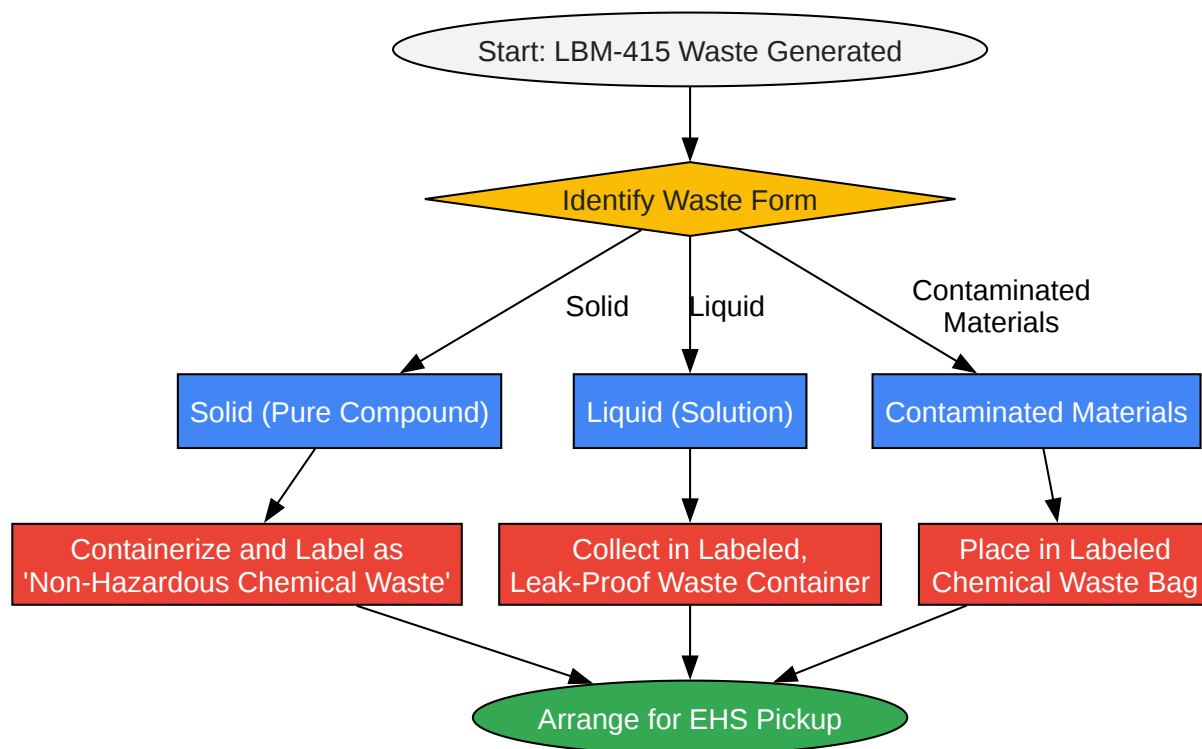 Start: LBM-415 Waste Generated
Identify Waste Form
Solid
Liquid
Contaminated
Materials
Solid (Pure Compound)
Liquid (Solution)
Contaminated Materials
Containerize and Label as
'Non-Hazardous Chemical Waste'
Collect in Labeled,
Leak-Proof Waste Container
Place in Labeled
Chemical Waste Bag
Arrange for EHS Pickup